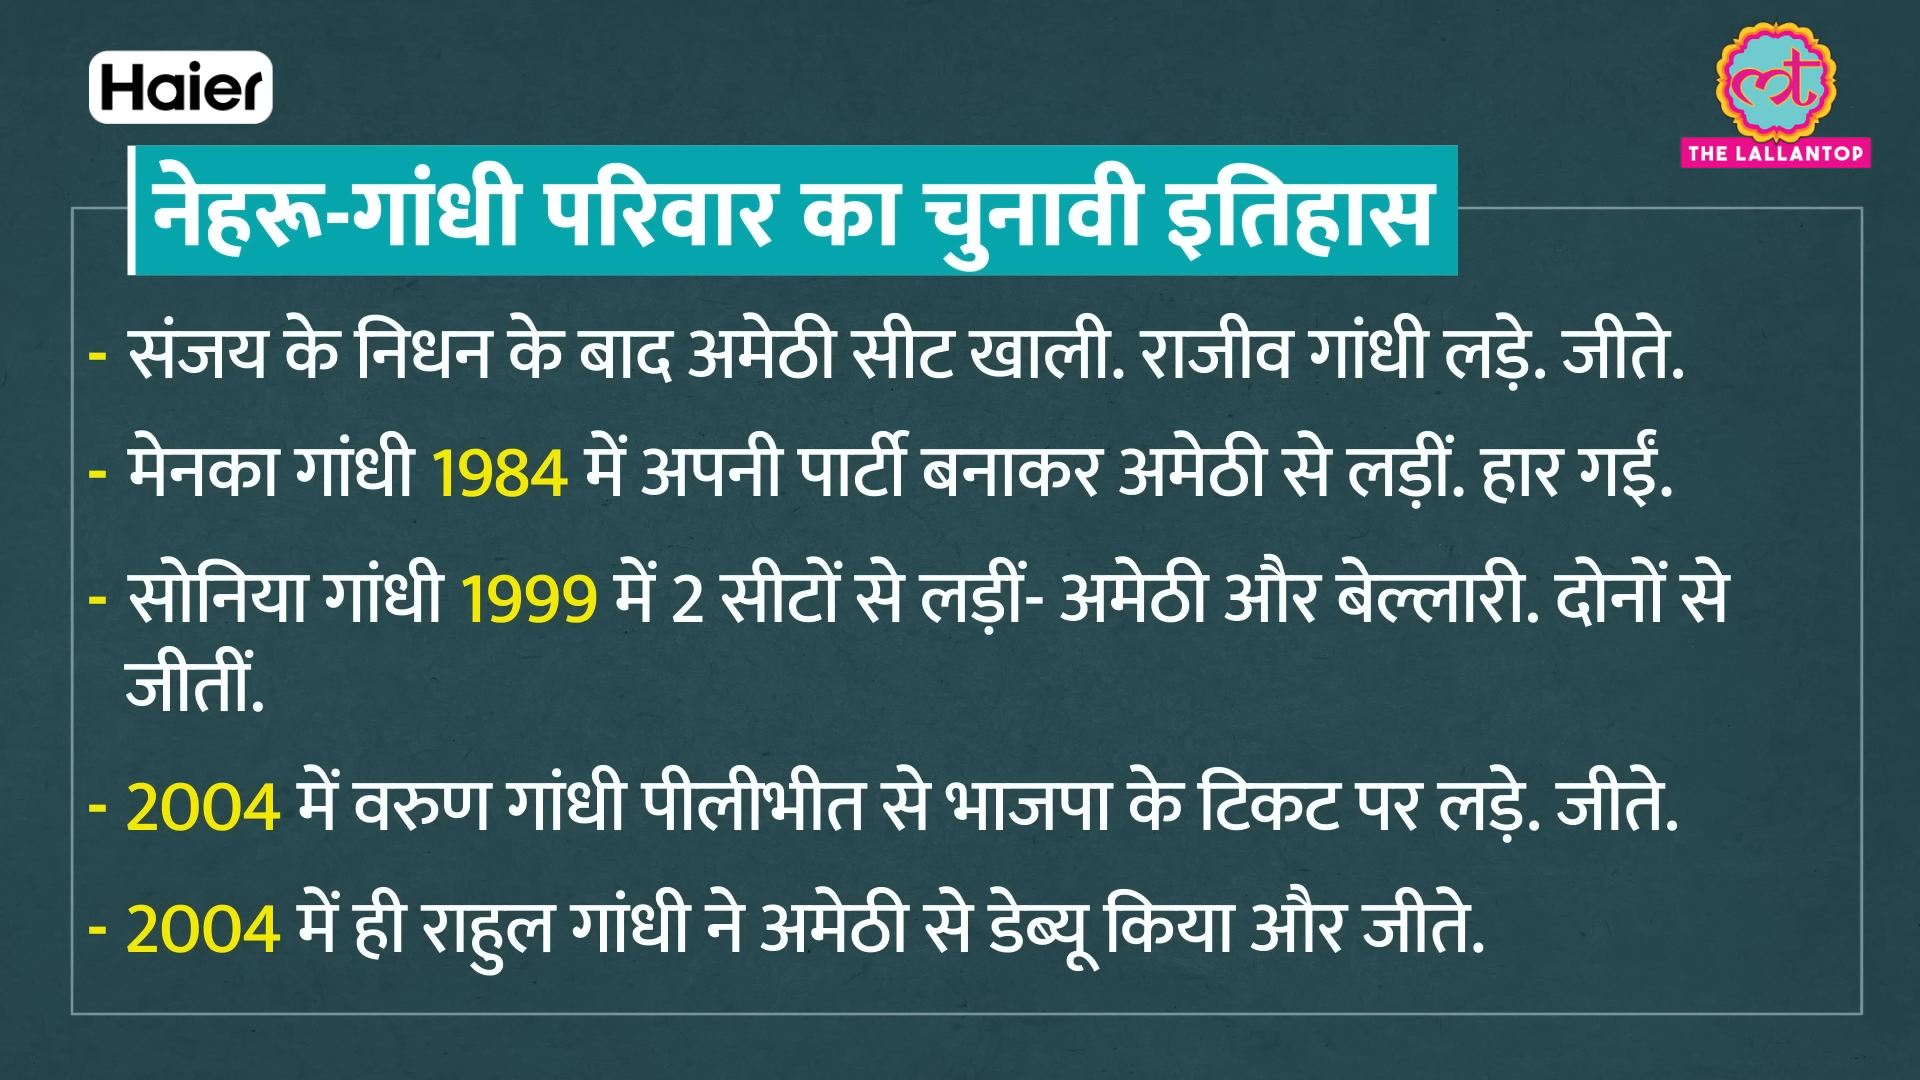 Haier
THE LALLANTOP
नेहरू-गांधी परिवार का चुनावी इतिहास
- संजय के निधन के बाद अमेठी सीट खाली. राजीव गांधी लड़े. जीते.
- मेनका गांधी 1984 में अपनी पार्टी बनाकर अमेठी से लड़ीं. हार गईं.
- सोनिया गांधी 1999 में 2 सीटों से लड़ीं- अमेठी और बेल्लारी. दोनों से
जीतीं.
- 2004 में वरुण गांधी पीलीभीत से भाजपा के टिकट पर लड़े. जीते.
- 2004 में ही राहुल गांधी ने अमेठी से डेब्यू किया और जीते.